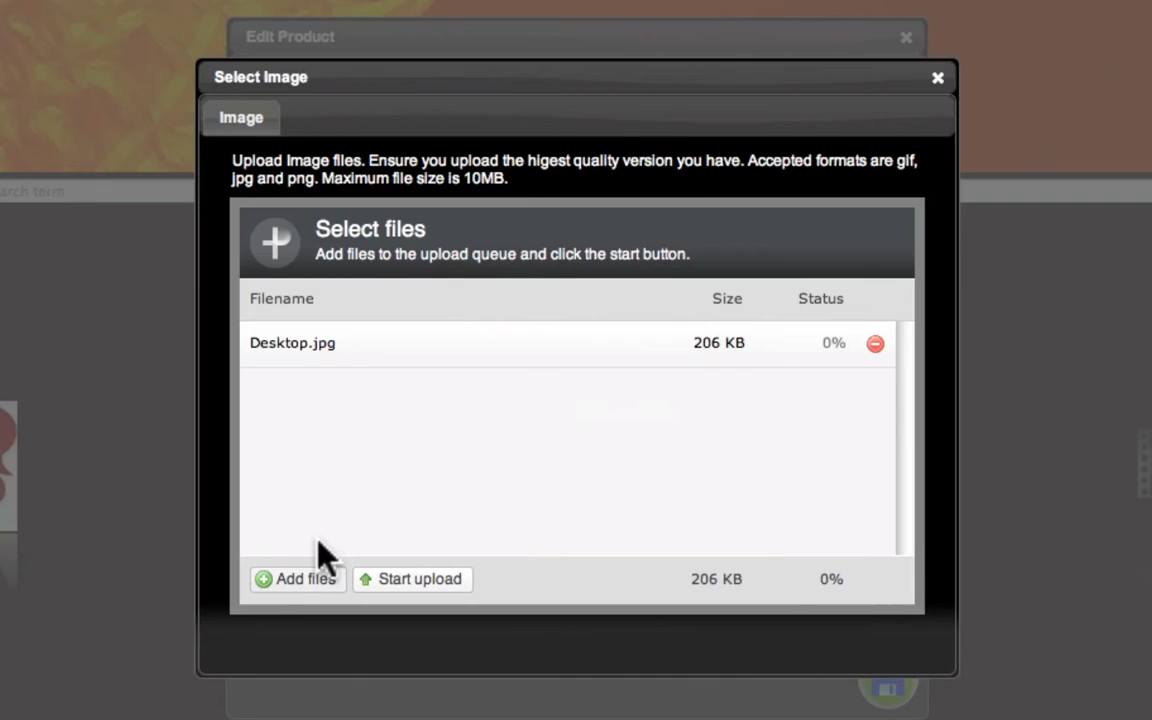 Edit Product
Select Image
Image
Upload Image files. Ensure you upload the higest quality version you have. Accepted formats are gif,
jpg and png. Maximum file size is 10MB.
arch term
Select files
Add files to the upload queue and click the start button.
Filename Size Status
Desktop.jpg 206 KB 0%
Add files Start upload 206 KB 0%